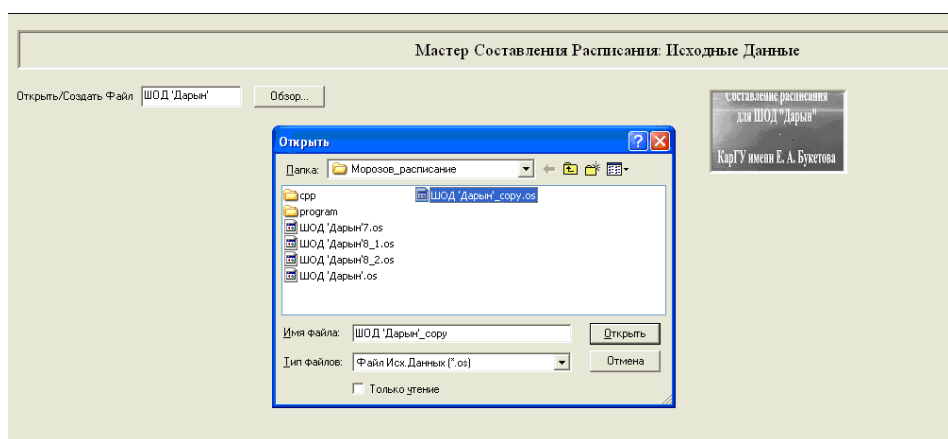 Мастер Составления Расписания: Исходные Данные
Открыть/Создать Файл ШОД 'Дарын' Обзор...
Составление расписания
для ШОД "Дарын"
-
КарГУ имени Е. А. Букетова
Открыть
Папка: Морозов_расписание
cpp
program
ШОД 'Дарын'7.os
ШОД 'Дарын'8_1.os
ШОД 'Дарын'8_2.os
ШОД 'Дарын'.os
ШОД 'Дарын'_copy.os
Имя файла: ШОД 'Дарын'_copy Открыть
Тип файлов: Файл Исх.Данных (*.os) Отмена
Только чтение